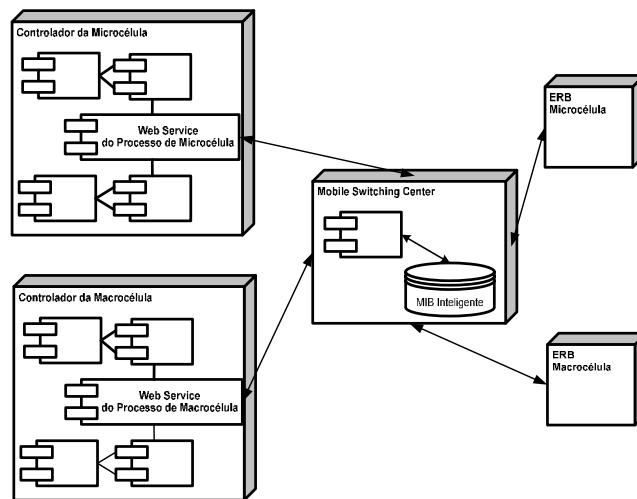 Controlador da Microcélula
Web Service
do Processo de Microcélula
ERB
Microcélula
Mobile Switching Center
MIB Inteligente
Controlador da Macrocélula
Web Service
do Processo de Macrocélula
ERB
Macrocélula